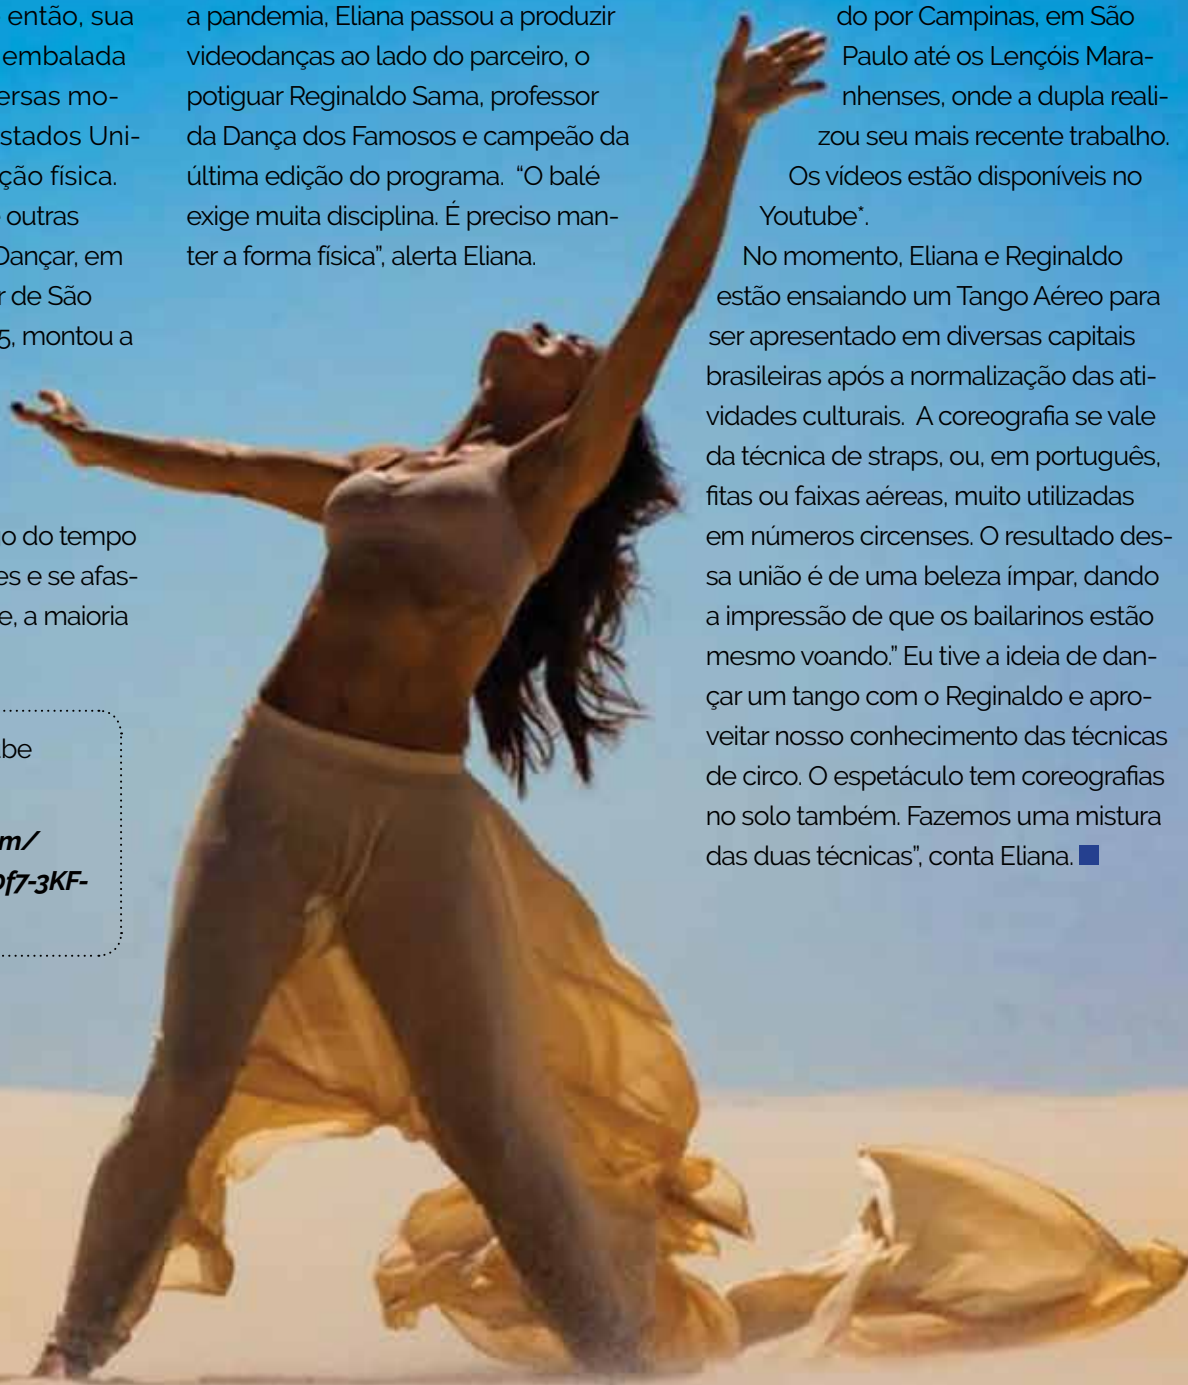 então, sua
embalada
ersas mo-
stados Uni-
ção física.
outras
Dançar, em
r de São
5, montou a
o do tempo
es e se afas-
e, a maioria
be
m/
0f7-3KF-
a pandemia, Eliana passou a produzir
videodanças ao lado do parceiro, o
potiguar Reginaldo Sama, professor
da Dança dos Famosos e campeão da
última edição do programa.  “O balé
exige muita disciplina. É preciso man-
ter a forma física”, alerta Eliana.
do por Campinas, em São
Paulo até os Lençóis Mara-
nhenses, onde a dupla reali-
zou seu mais recente trabalho.
Os vídeos estão disponíveis no
Youtube*.
No momento, Eliana e Reginaldo
estão ensaiando um Tango Aéreo para
ser apresentado em diversas capitais
brasileiras após a normalização das ati-
vidades culturais.  A coreografia se vale
da técnica de straps, ou, em português,
fitas ou faixas aéreas, muito utilizadas
em números circenses. O resultado des-
sa união é de uma beleza ímpar, dando
a impressão de que os bailarinos estão
mesmo voando.” Eu tive a ideia de dan-
çar um tango com o Reginaldo e apro-
veitar nosso conhecimento das técnicas
de circo. O espetáculo tem coreografias
no solo também. Fazemos uma mistura
das duas técnicas”, conta Eliana.